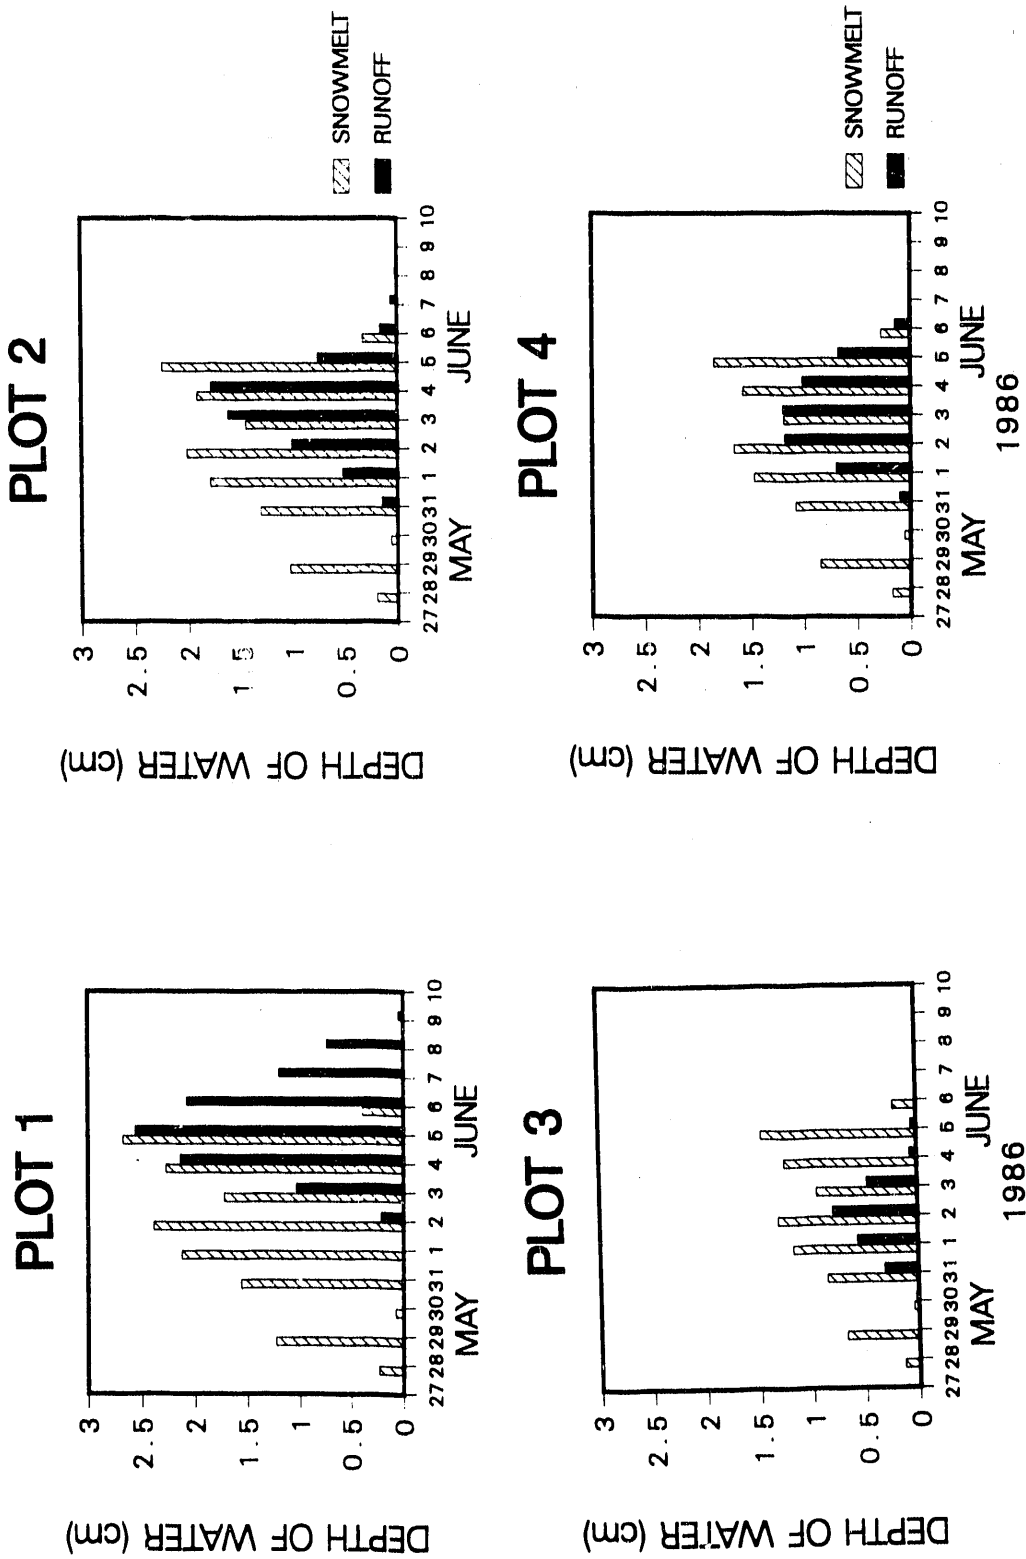 PLOT 1
DEPTH OF WATER (cm)
3
2.5
2
1.5
1
0.5
0
27 28 29 30 31 1 2 3 4 5 6 7 8 9 10
MAY JUNE
PLOT 2
DEPTH OF WATER (cm)
3
2.5
2
1.5
1
0.5
0
27 28 29 30 31 1 2 3 4 5 6 7 8 9 10
MAY JUNE
SNOWMELT
RUNOFF
PLOT 3
DEPTH OF WATER (cm)
3
2.5
2
1.5
1
0.5
0
27 28 29 30 31 1 2 3 4 5 6 7 8 9 10
MAY JUNE
1986
PLOT 4
DEPTH OF WATER (cm)
3
2.5
2
1.5
1
0.5
0
27 28 29 30 31 1 2 3 4 5 6 7 8 9 10
MAY JUNE
1986
SNOWMELT
RUNOFF